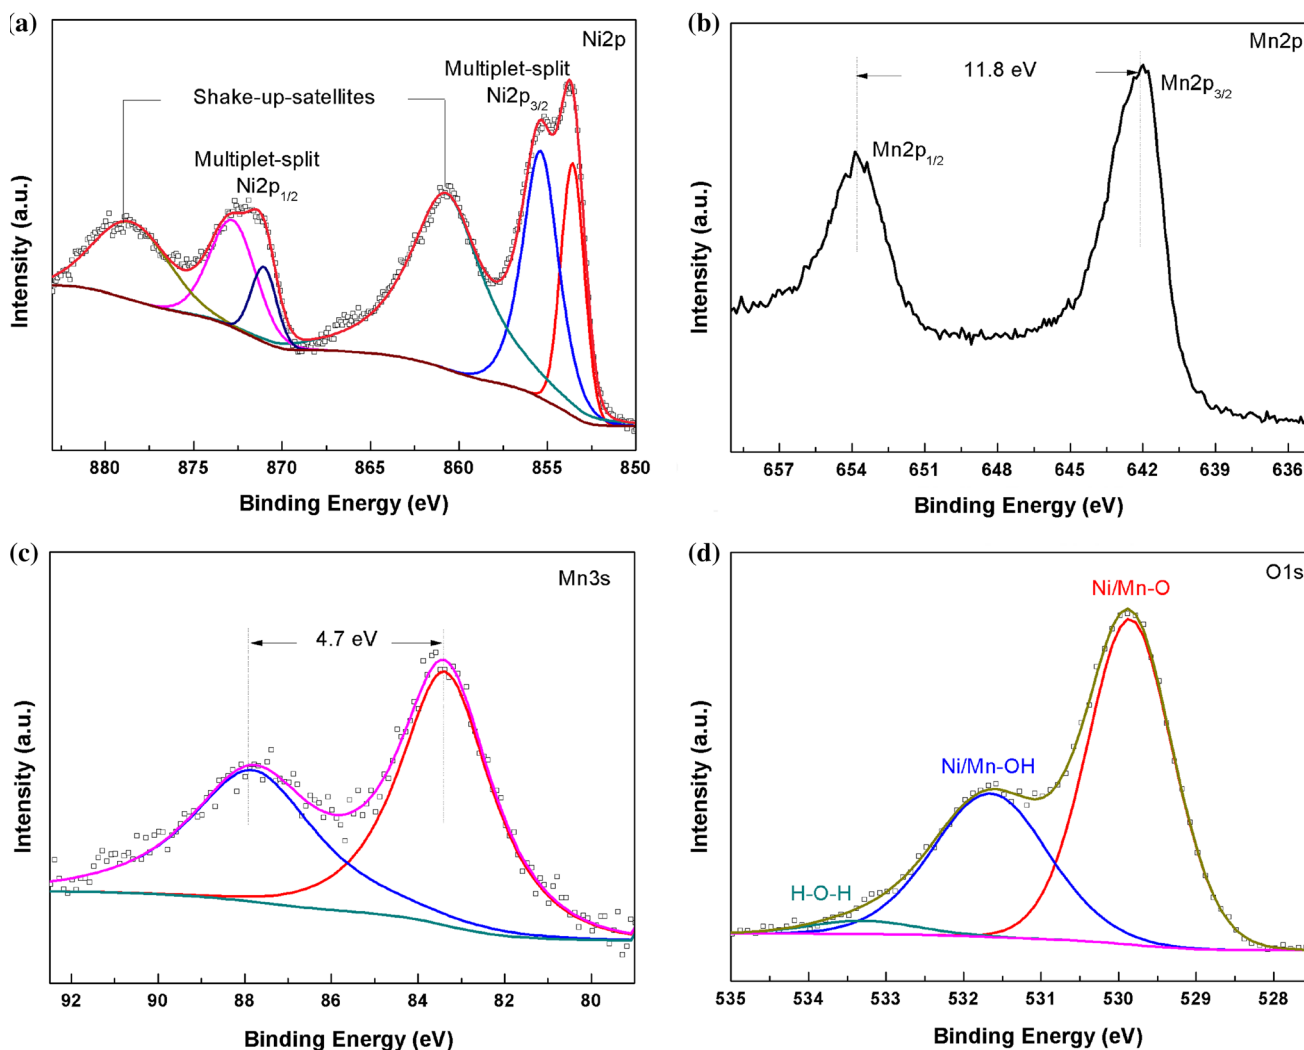 (a)
Ni2p
Multiplet-split
Ni2p3/2
Shake-up-satellites
Multiplet-split
Ni2p1/2
Intensity (a.u.)
880 875 870 865 860 855 850
Binding Energy (eV)
(b)
Mn2p
11.8 eV
Mn2p3/2
Mn2p1/2
Intensity (a.u.)
657 654 651 648 645 642 639 636
Binding Energy (eV)
(c)
Mn3s
4.7 eV
Intensity (a.u.)
92 90 88 86 84 82 80
Binding Energy (eV)
(d)
O1s
Ni/Mn-O
Ni/Mn-OH
H-O-H
Intensity (a.u.)
535 534 533 532 531 530 529 528
Binding Energy (eV)